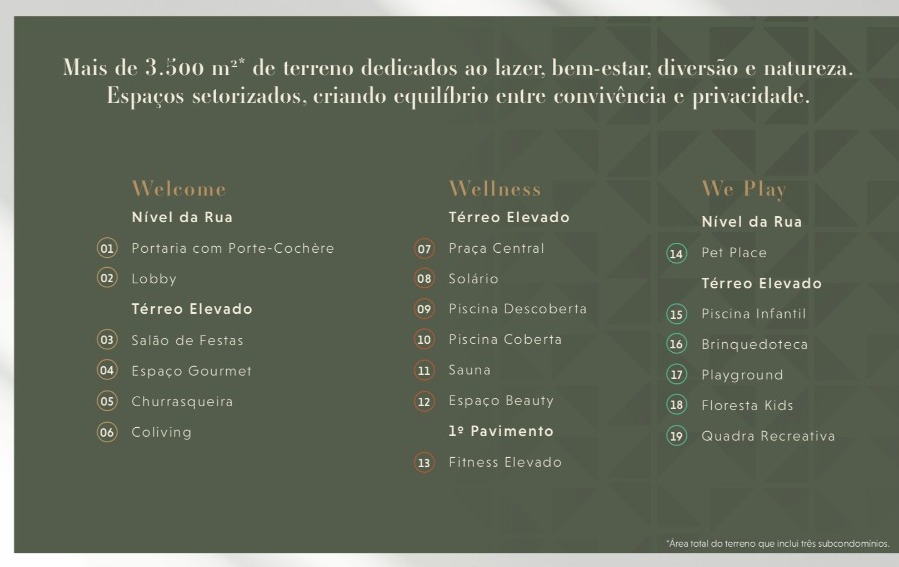 Mais de 3.500 m²* de terreno dedicados ao lazer, bem-estar, diversão e natureza.
Espaços setorizados, criando equilíbrio entre convivência e privacidade.
Welcome
Nível da Rua
01 Portaria com Porte-Cochère
02 Lobby
Térreo Elevado
03 Salão de Festas
04 Espaço Gourmet
05 Churrasqueira
06 Coliving
Wellness
Térreo Elevado
07 Praça Central
08 Solário
09 Piscina Descoberta
10 Piscina Coberta
11 Sauna
12 Espaço Beauty
1º Pavimento
13 Fitness Elevado
We Play
Nível da Rua
14 Pet Place
Térreo Elevado
15 Piscina Infantil
16 Brinquedoteca
17 Playground
18 Floresta Kids
19 Quadra Recreativa
*Área total do terreno que inclui três subcondomínios.